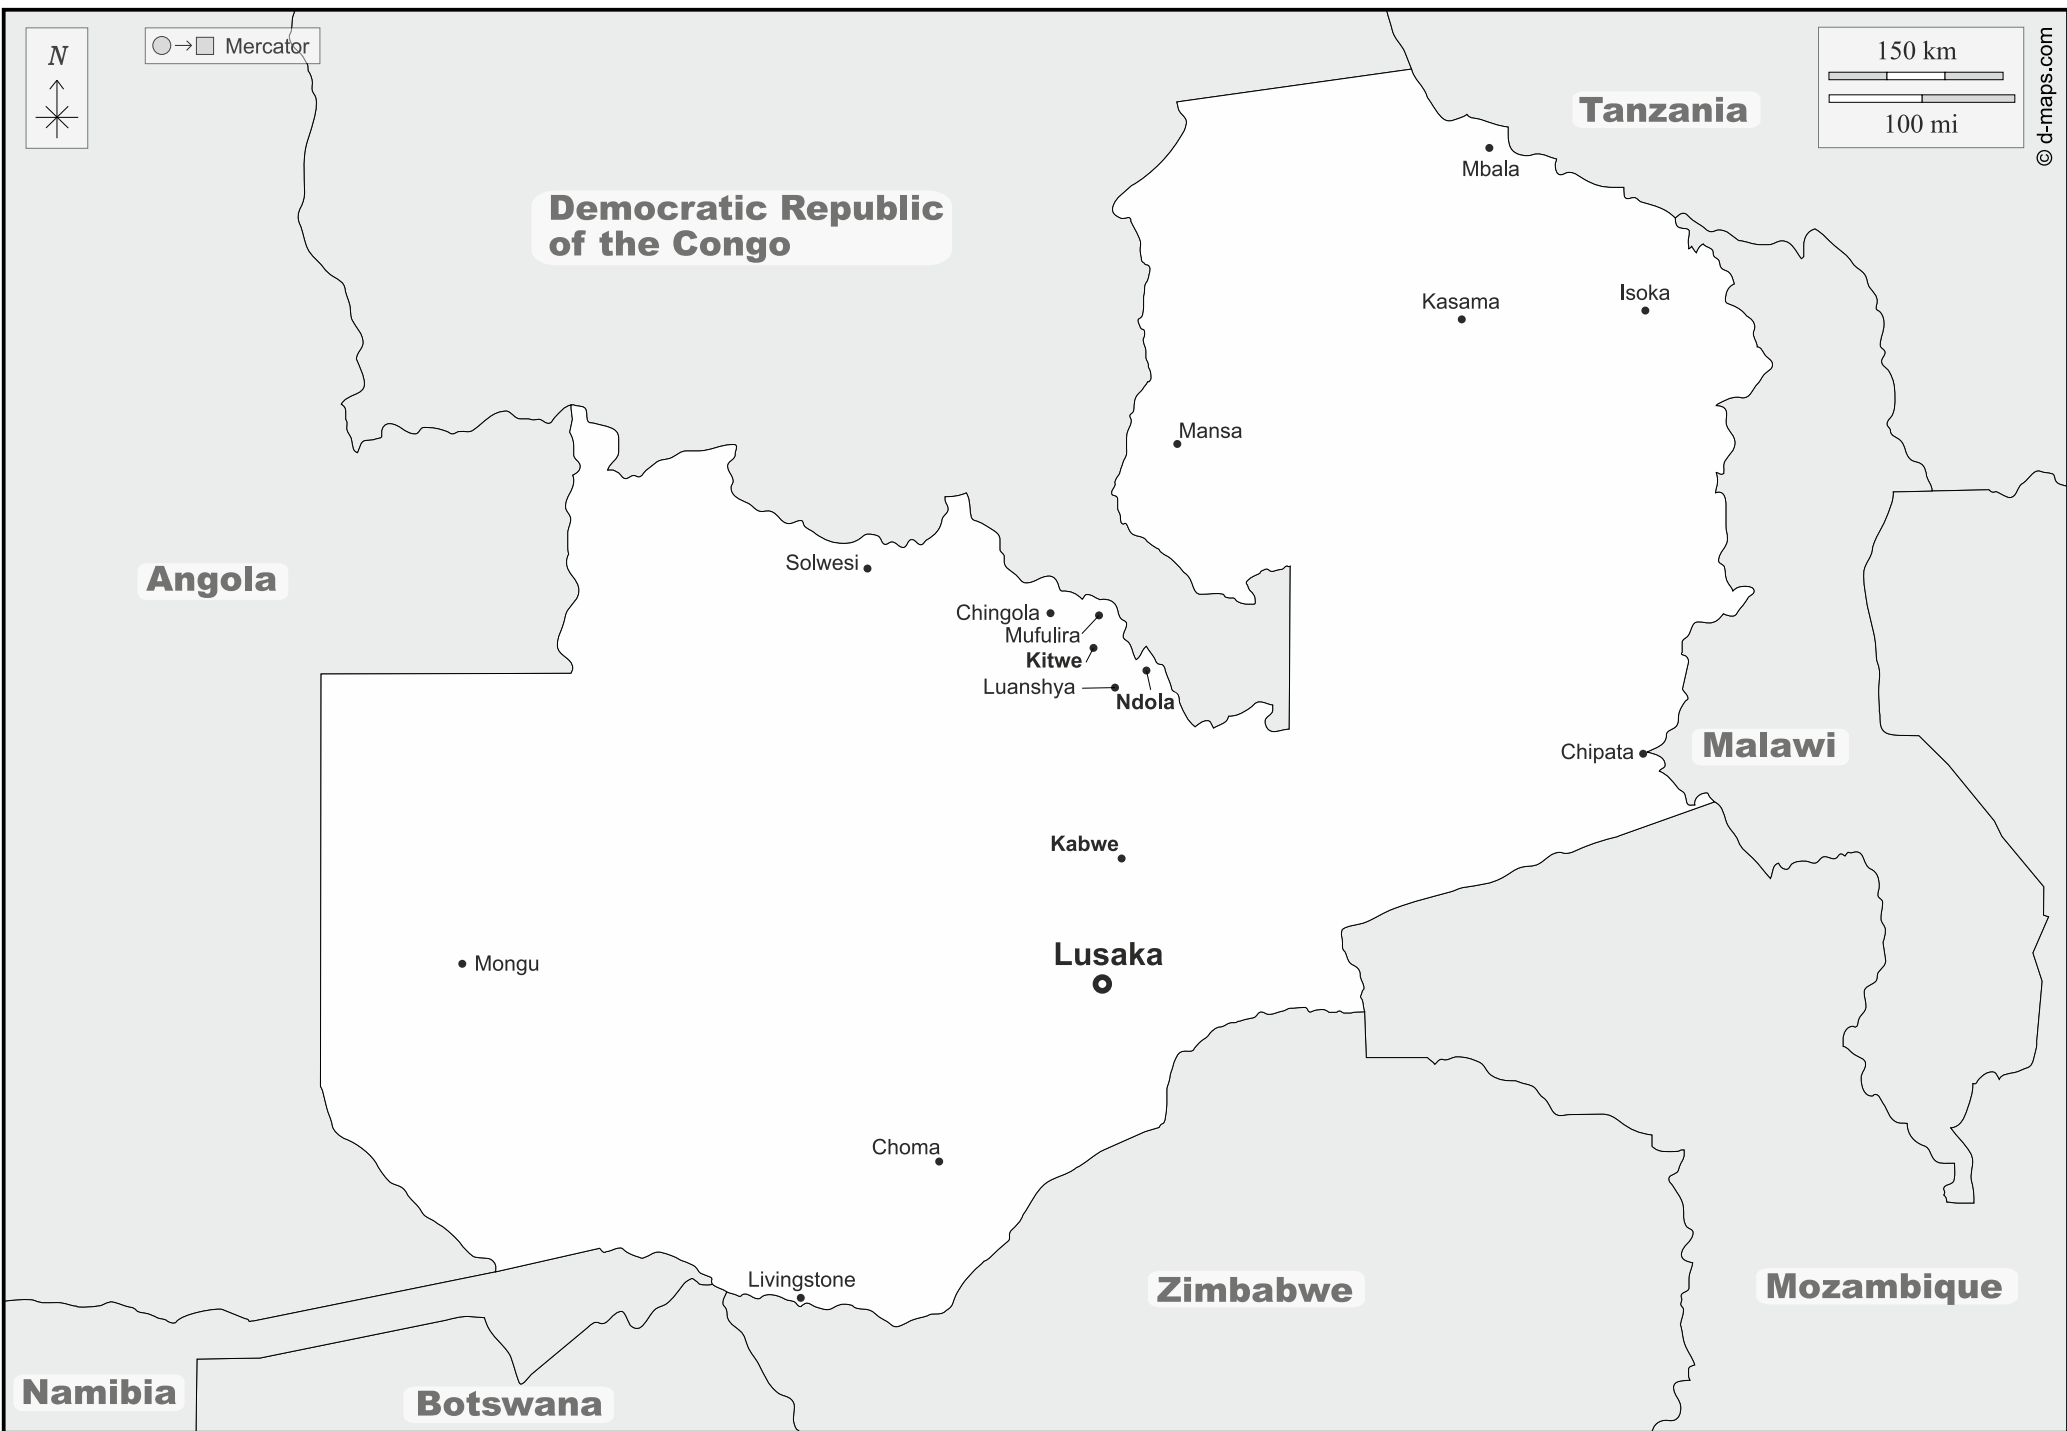 N
Mercator
150 km
100 mi
© d-maps.com
Tanzania
Mbala
Democratic Republic
of the Congo
Kasama
Isoka
Mansa
Solwesi
Angola
Chingola
Mufulira
Kitwe
Luanshya
Ndola
Chipata
Malawi
Kabwe
Lusaka
Mongu
Choma
Livingstone
Zimbabwe
Mozambique
Namibia
Botswana